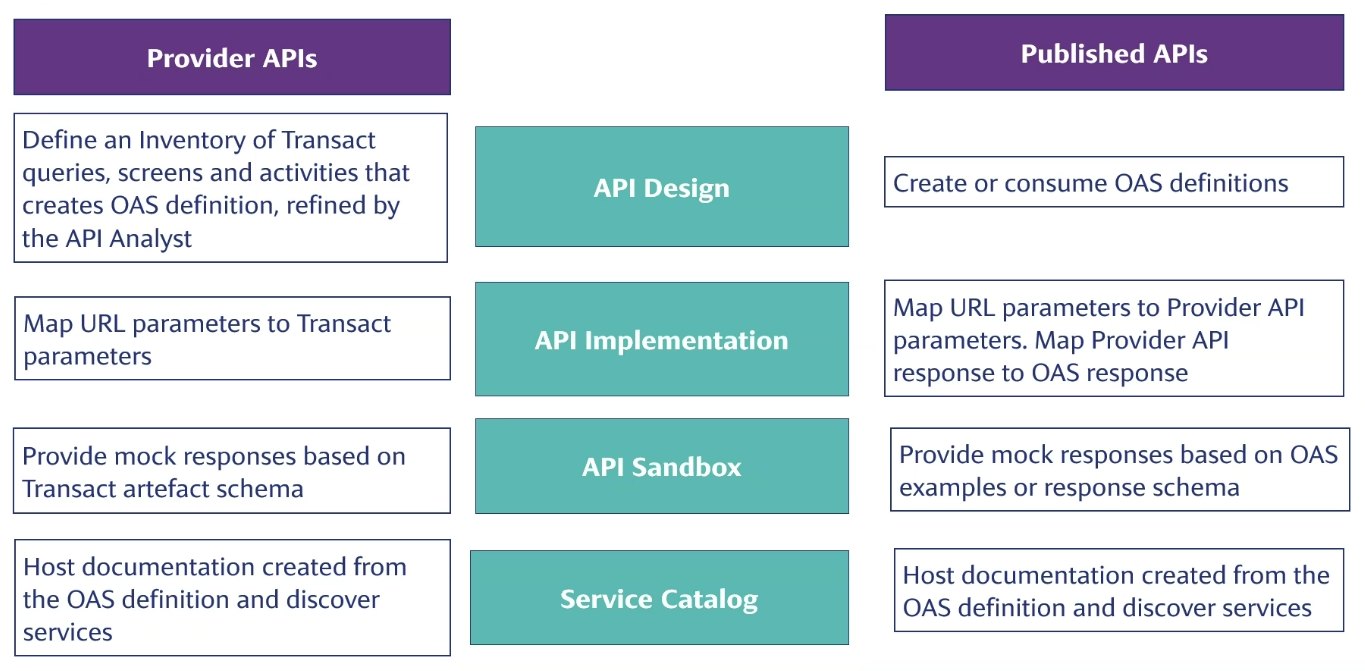 Provider APIs
Published APIs
Define an Inventory of Transact
queries, screens and activities that
creates OAS definition, refined by
the API Analyst
API Design
Create or consume OAS definitions
Map URL parameters to Transact
parameters
API Implementation
Map URL parameters to Provider API
parameters. Map Provider API
response to OAS response
Provide mock responses based on
Transact artefact schema
API Sandbox
Provide mock responses based on OAS
examples or response schema
Host documentation created from
the OAS definition and discover
services
Service Catalog
Host documentation created from the
OAS definition and discover services